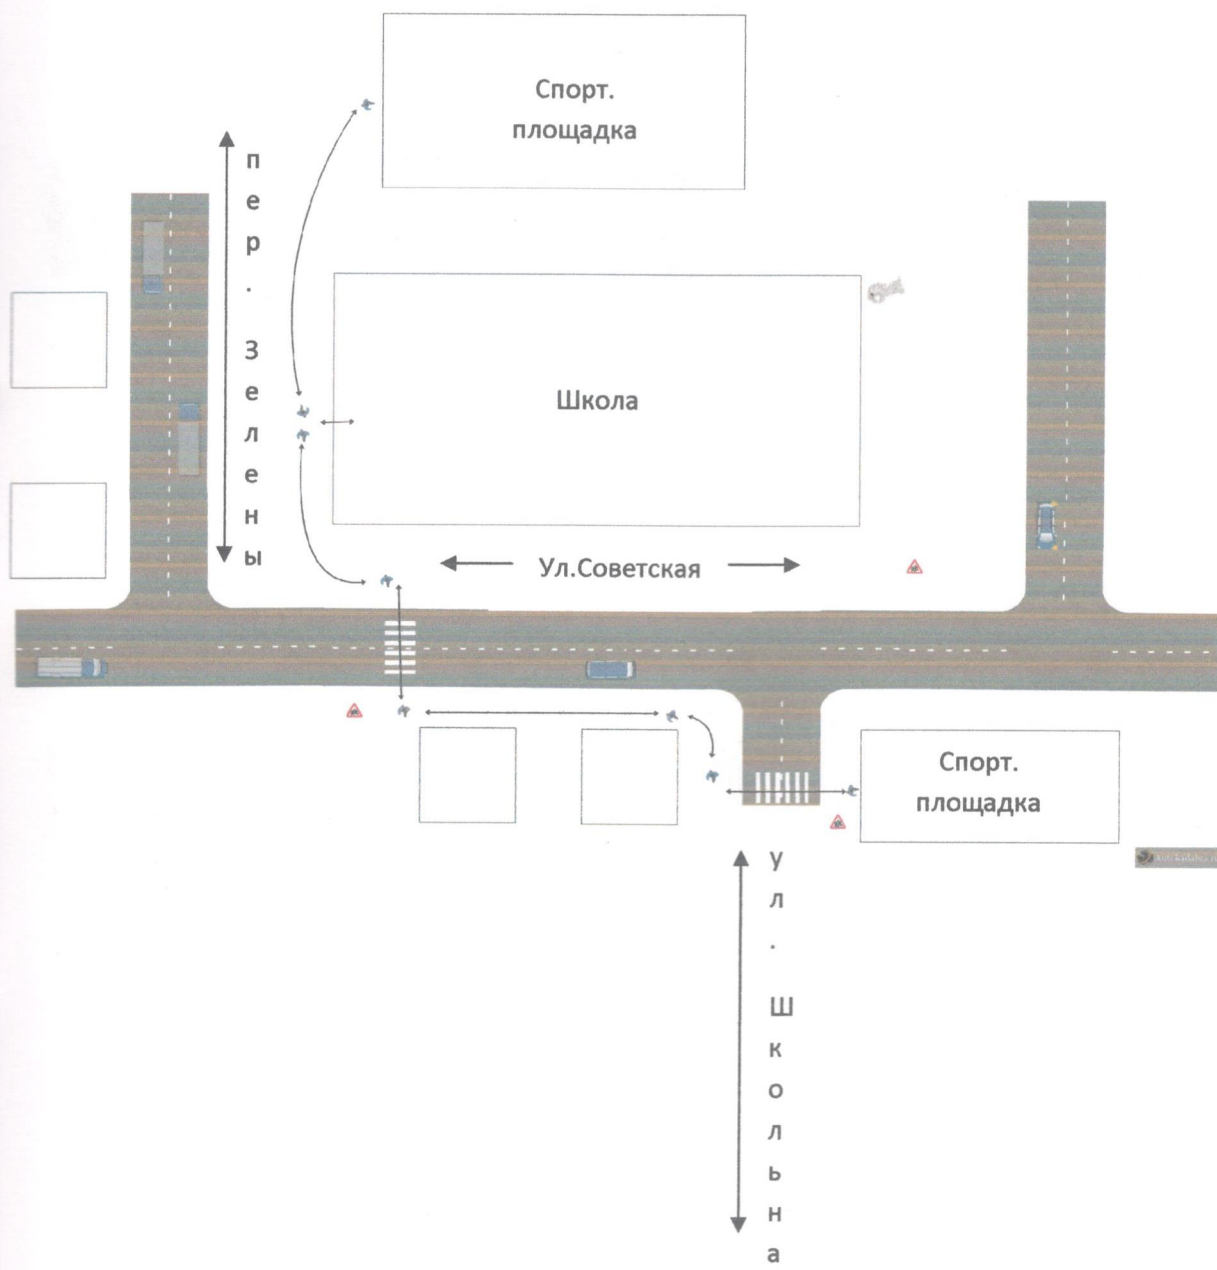 Спорт.
площадка
пер. Зелены
Школа
Ул.Советская
Спорт.
площадка
ул. Школьна